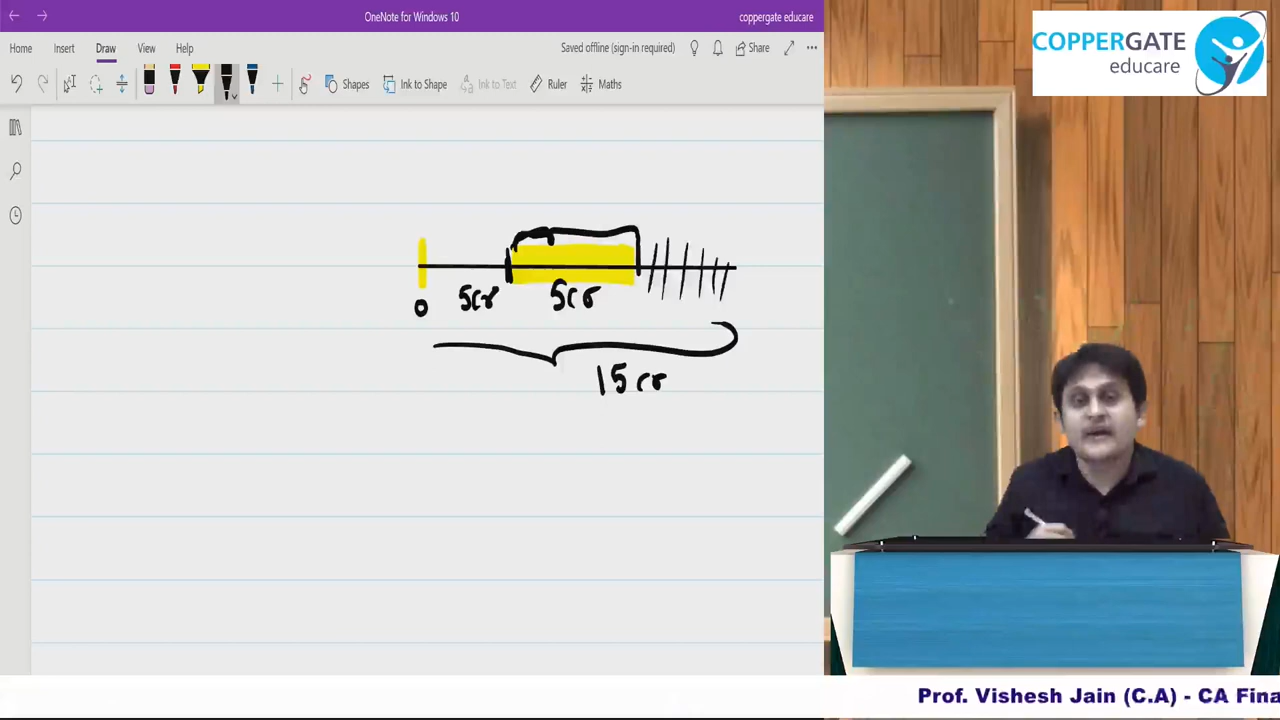 OneNote for Windows 10
coppergate educare
Home Insert Draw View Help
Saved offline (sign-in required)
Share
Shapes
Ink to Shape
Ink to Text
Ruler
Maths
COPPERGATE
educare
0 5cr 5cr
15 cr
Prof. Vishesh Jain (C.A) - CA Fina